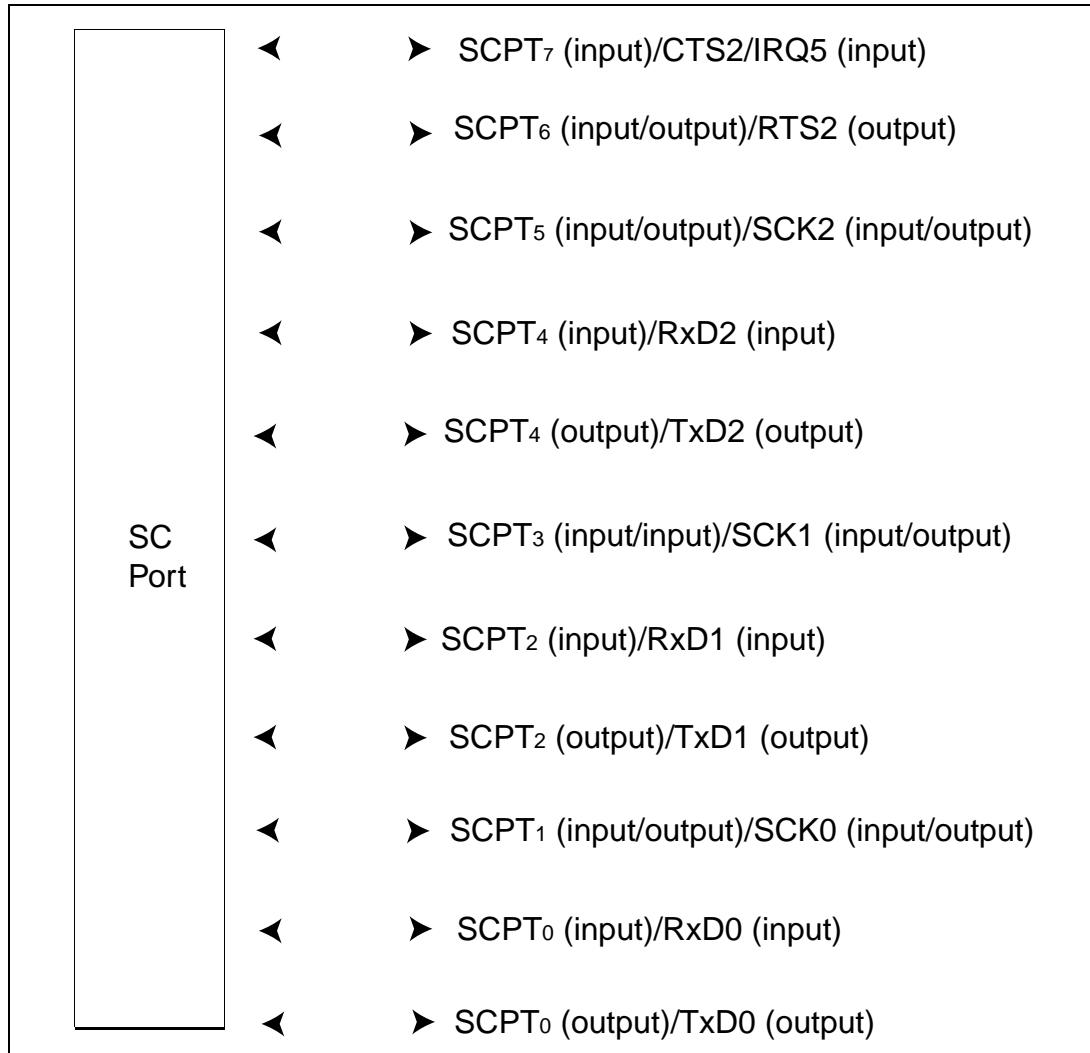 SCPT7 (input)/CTS2/IRQ5 (input)
SCPT6 (input/output)/RTS2 (output)
SCPT5 (input/output)/SCK2 (input/output)
SCPT4 (input)/RxD2 (input)
SCPT4 (output)/TxD2 (output)
SC
Port
SCPT3 (input/input)/SCK1 (input/output)
SCPT2 (input)/RxD1 (input)
SCPT2 (output)/TxD1 (output)
SCPT1 (input/output)/SCK0 (input/output)
SCPT0 (input)/RxD0 (input)
SCPT0 (output)/TxD0 (output)